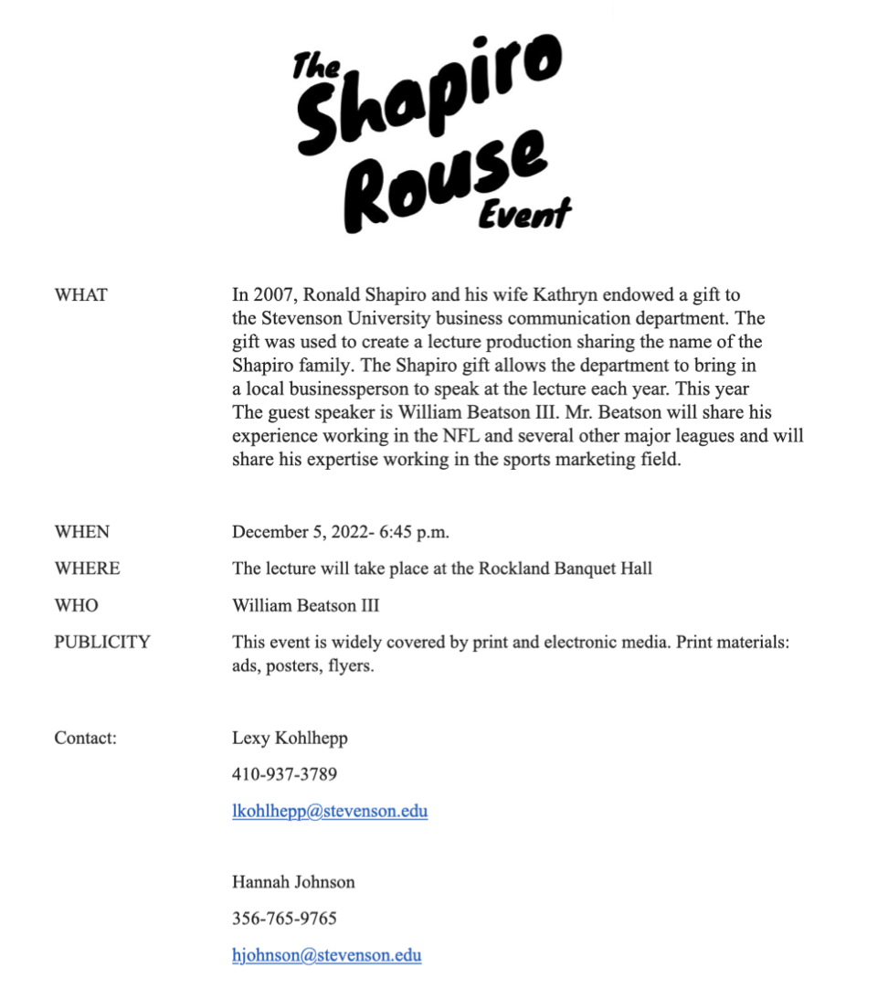 The
Shapiro
Rouse
Event
WHAT In 2007, Ronald Shapiro and his wife Kathryn endowed a gift to
the Stevenson University business communication department. The
gift was used to create a lecture production sharing the name of the
Shapiro family. The Shapiro gift allows the department to bring in
a local businessperson to speak at the lecture each year. This year
The guest speaker is William Beatson III. Mr. Beatson will share his
experience working in the NFL and several other major leagues and will
share his expertise working in the sports marketing field.
WHEN December 5, 2022- 6:45 p.m.
WHERE The lecture will take place at the Rockland Banquet Hall
WHO William Beatson III
PUBLICITY This event is widely covered by print and electronic media. Print materials:
ads, posters, flyers.
Contact: Lexy Kohlhepp
410-937-3789
lkohlhepp@stevenson.edu
Hannah Johnson
356-765-9765
hjohnson@stevenson.edu